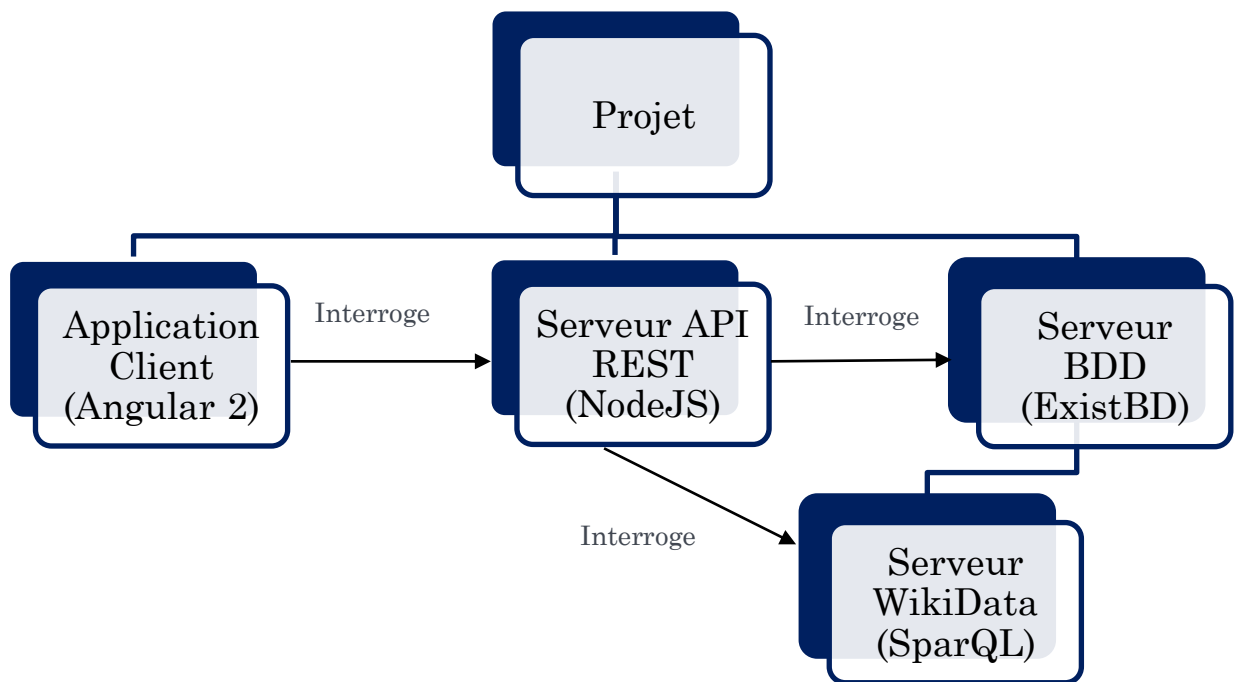 Projet
Application
Client
(Angular 2)
Interroge
Serveur API
REST
(NodeJS)
Interroge
Serveur
BDD
(ExistBD)
Interroge
Serveur
WikiData
(SparQL)